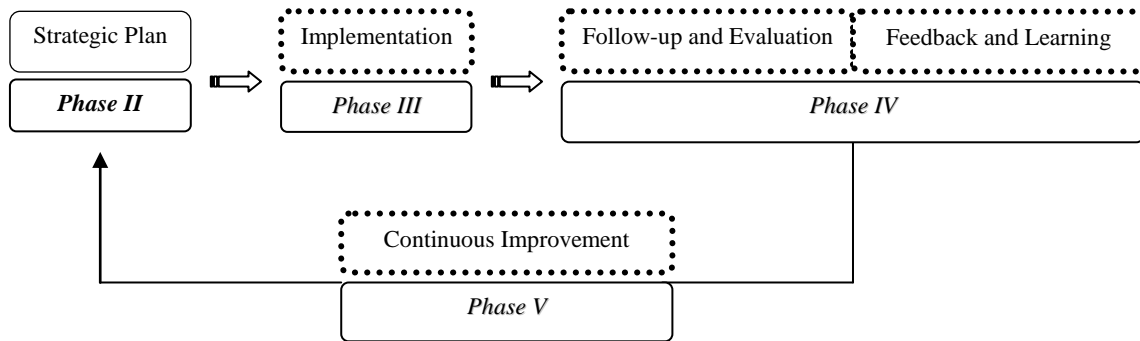 Strategic Plan
Phase II
Implementation
Phase III
Follow-up and Evaluation
Feedback and Learning
Phase IV
Continuous Improvement
Phase V